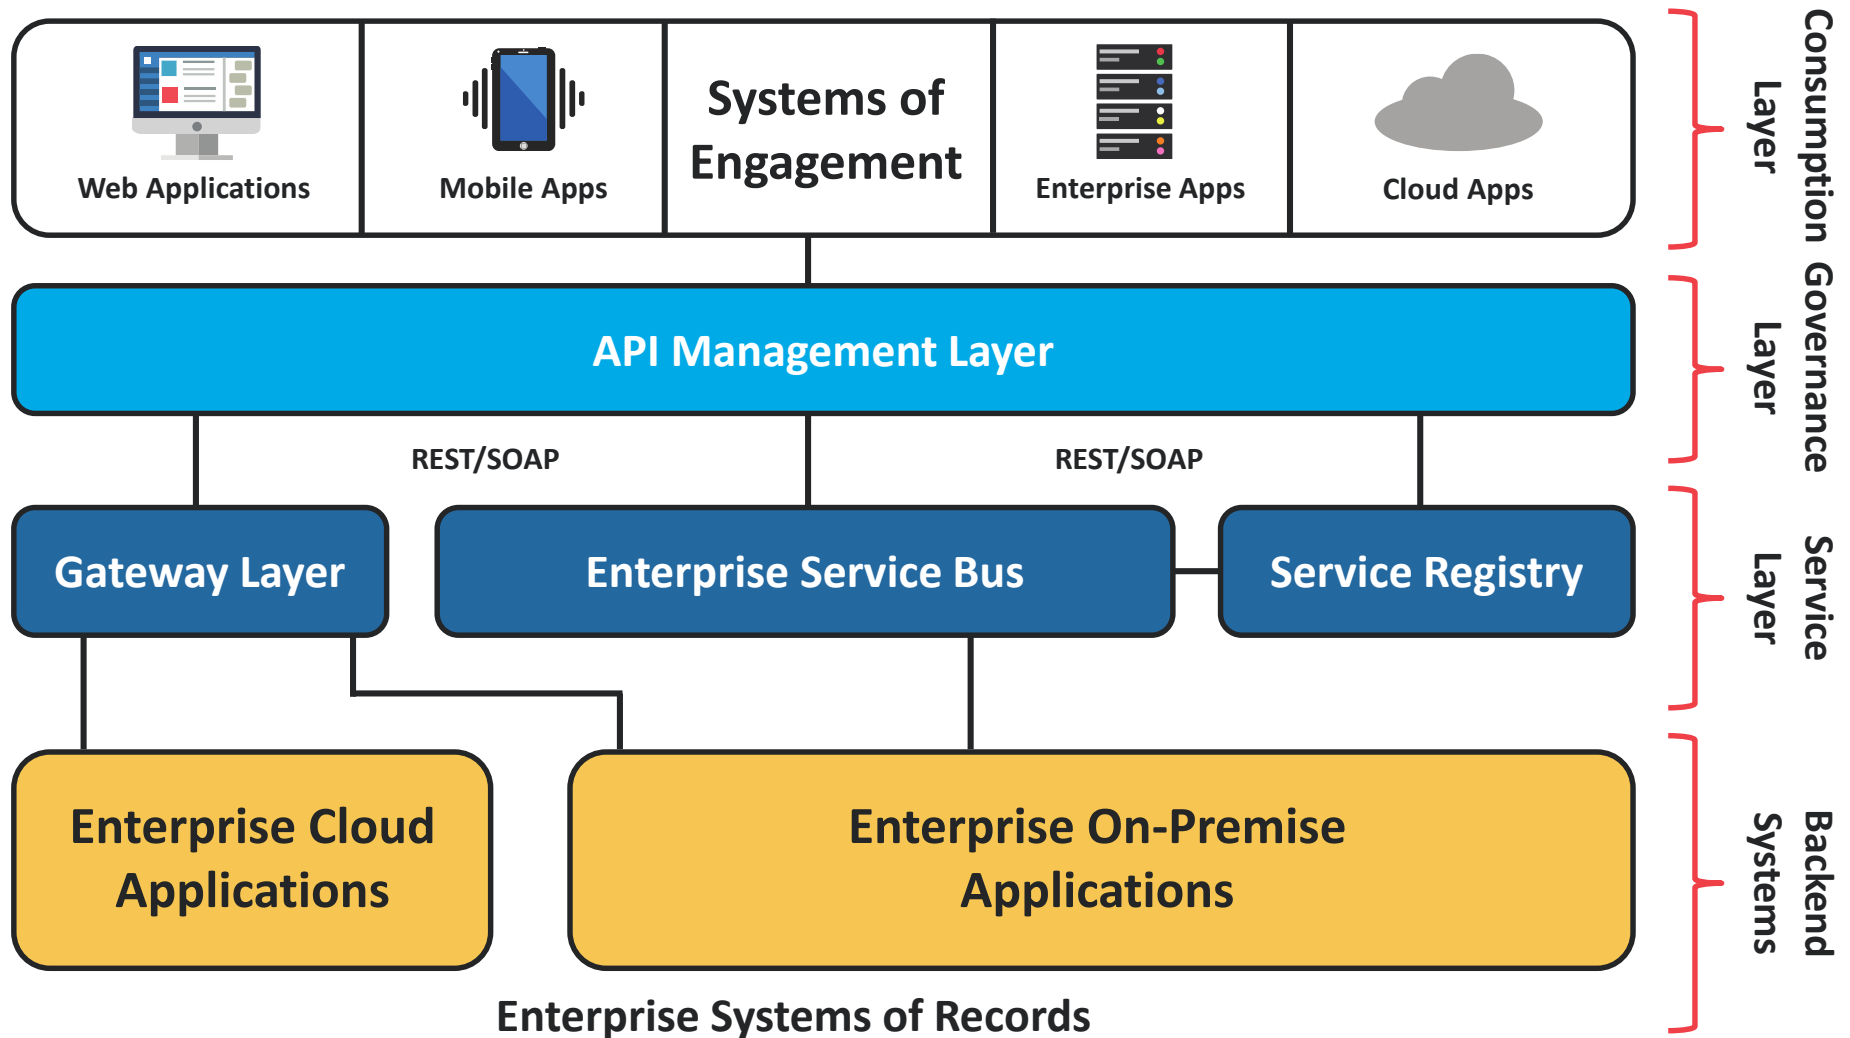 Web Applications
Mobile Apps
Systems of
Engagement
Enterprise Apps
Cloud Apps
Consumption
Layer
API Management Layer
Governance
Layer
REST/SOAP
REST/SOAP
Gateway Layer
Enterprise Service Bus
Service Registry
Service
Layer
Enterprise Cloud
Applications
Enterprise On-Premise
Applications
Backend
Systems
Enterprise Systems of Records